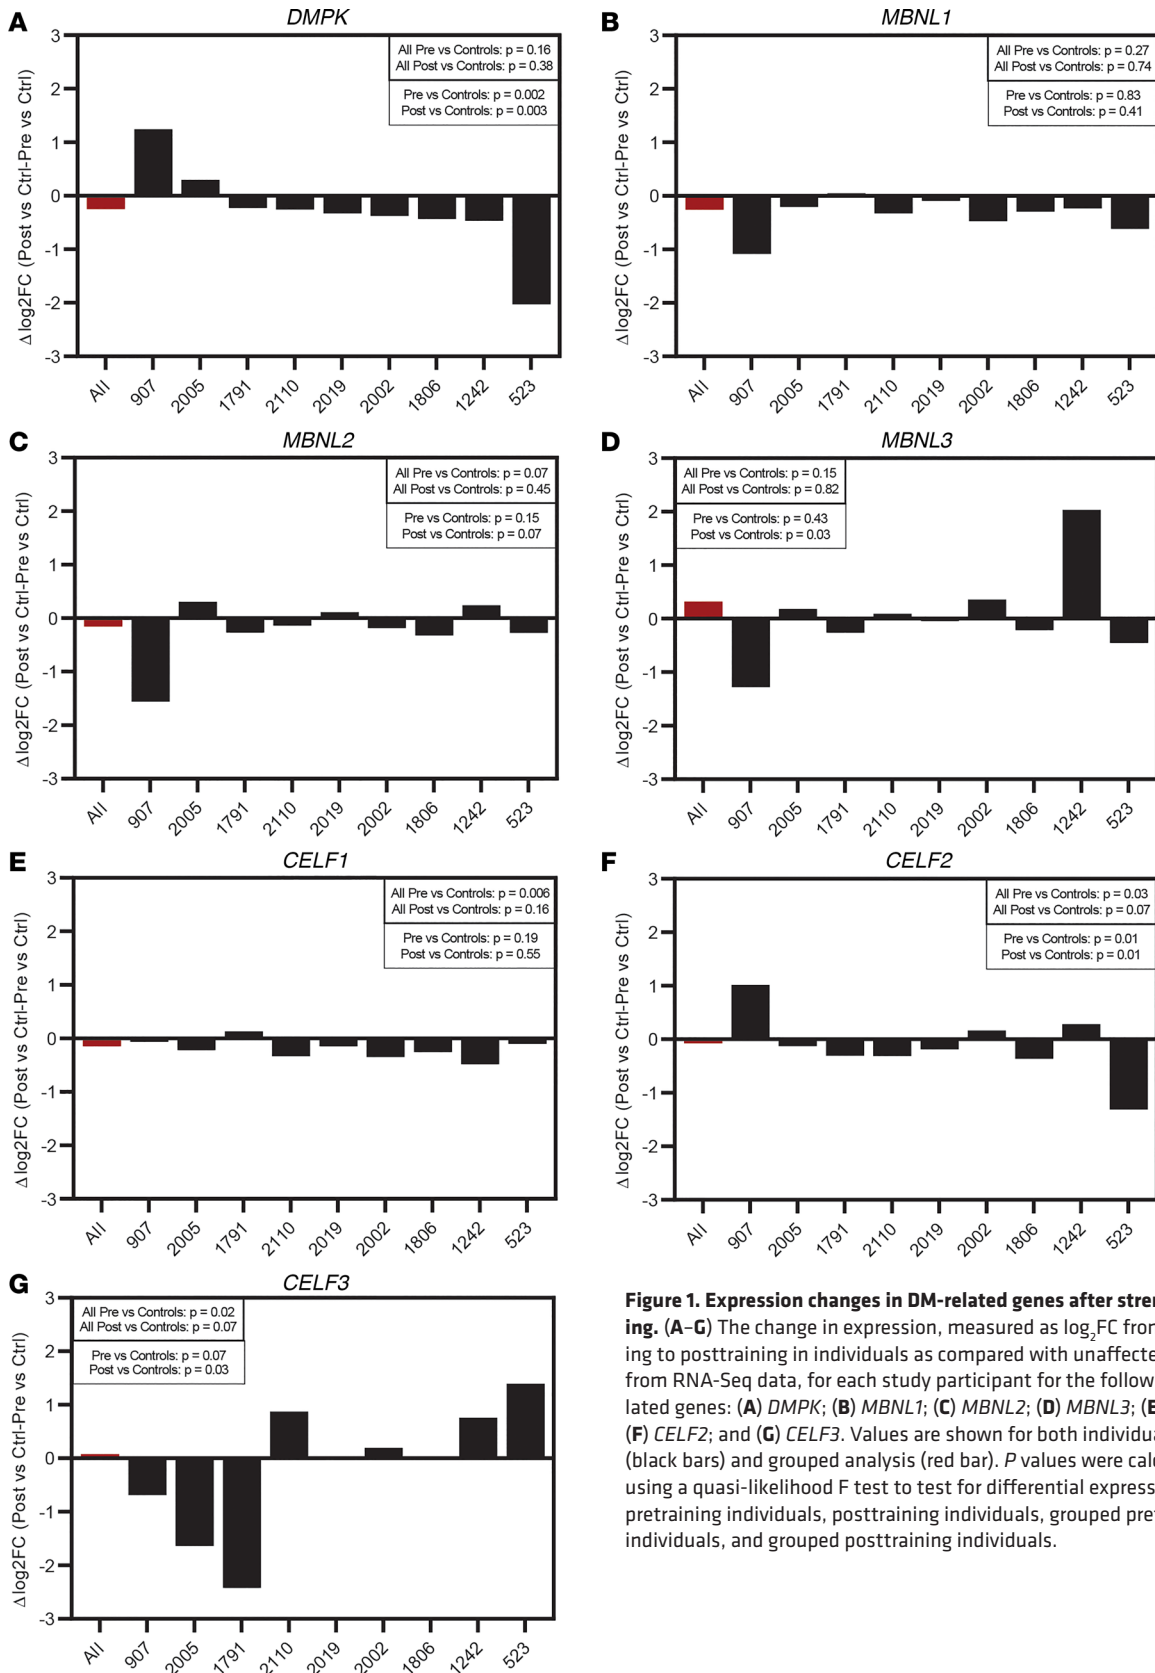 A
DMPK
Δlog2FC (Post vs Ctrl-Pre vs Ctrl)
3
2
1
0
-1
-2
-3
All Pre vs Controls: p = 0.16
All Post vs Controls: p = 0.38
Pre vs Controls: p = 0.002
Post vs Controls: p = 0.003
All 907 2005 1791 2110 2019 2002 1806 1242 523
B
MBNL1
Δlog2FC (Post vs Ctrl-Pre vs Ctrl)
3
2
1
0
-1
-2
-3
All Pre vs Controls: p = 0.27
All Post vs Controls: p = 0.74
Pre vs Controls: p = 0.83
Post vs Controls: p = 0.41
All 907 2005 1791 2110 2019 2002 1806 1242 523
C
MBNL2
Δlog2FC (Post vs Ctrl-Pre vs Ctrl)
3
2
1
0
-1
-2
-3
All Pre vs Controls: p = 0.07
All Post vs Controls: p = 0.45
Pre vs Controls: p = 0.15
Post vs Controls: p = 0.07
All 907 2005 1791 2110 2019 2002 1806 1242 523
D
MBNL3
Δlog2FC (Post vs Ctrl-Pre vs Ctrl)
3
2
1
0
-1
-2
-3
All Pre vs Controls: p = 0.15
All Post vs Controls: p = 0.82
Pre vs Controls: p = 0.43
Post vs Controls: p = 0.03
All 907 2005 1791 2110 2019 2002 1806 1242 523
E
CELF1
Δlog2FC (Post vs Ctrl-Pre vs Ctrl)
3
2
1
0
-1
-2
-3
All Pre vs Controls: p = 0.006
All Post vs Controls: p = 0.16
Pre vs Controls: p = 0.19
Post vs Controls: p = 0.55
All 907 2005 1791 2110 2019 2002 1806 1242 523
F
CELF2
Δlog2FC (Post vs Ctrl-Pre vs Ctrl)
3
2
1
0
-1
-2
-3
All Pre vs Controls: p = 0.03
All Post vs Controls: p = 0.07
Pre vs Controls: p = 0.01
Post vs Controls: p = 0.01
All 907 2005 1791 2110 2019 2002 1806 1242 523
G
CELF3
Δlog2FC (Post vs Ctrl-Pre vs Ctrl)
3
2
1
0
-1
-2
-3
All Pre vs Controls: p = 0.02
All Post vs Controls: p = 0.07
Pre vs Controls: p = 0.07
Post vs Controls: p = 0.03
All 907 2005 1791 2110 2019 2002 1806 1242 523
Figure 1. Expression changes in DM-related genes after stren
ing. (A–G) The change in expression, measured as log2FC from
ing to posttraining in individuals as compared with unaffecte
from RNA-Seq data, for each study participant for the follow
lated genes: (A) DMPK; (B) MBNL1; (C) MBNL2; (D) MBNL3; (E
(F) CELF2; and (G) CELF3. Values are shown for both individua
(black bars) and grouped analysis (red bar). P values were calc
using a quasi-likelihood F test to test for differential express
pretraining individuals, posttraining individuals, grouped pre
individuals, and grouped posttraining individuals.